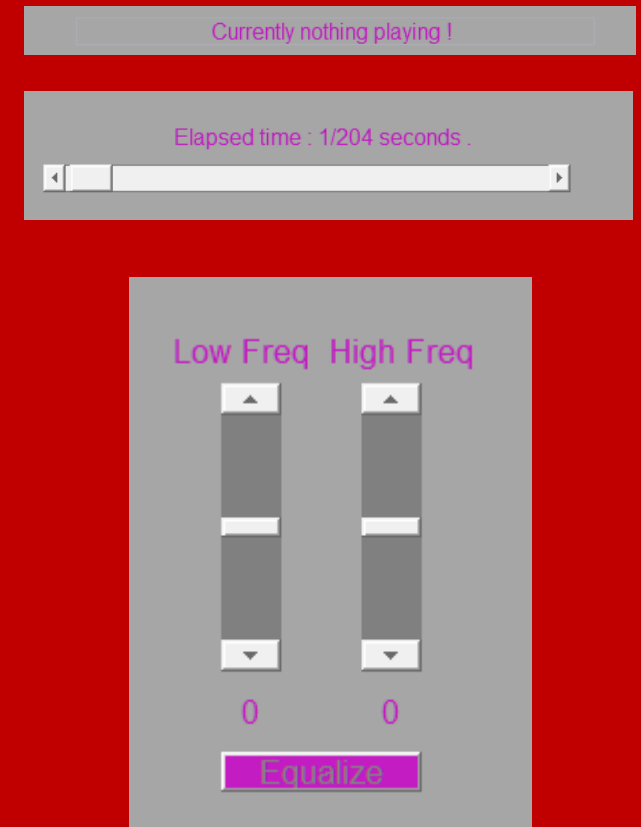 Currently nothing playing !
Elapsed time : 1/204 seconds .
Low Freq High Freq
0 0
Equalize